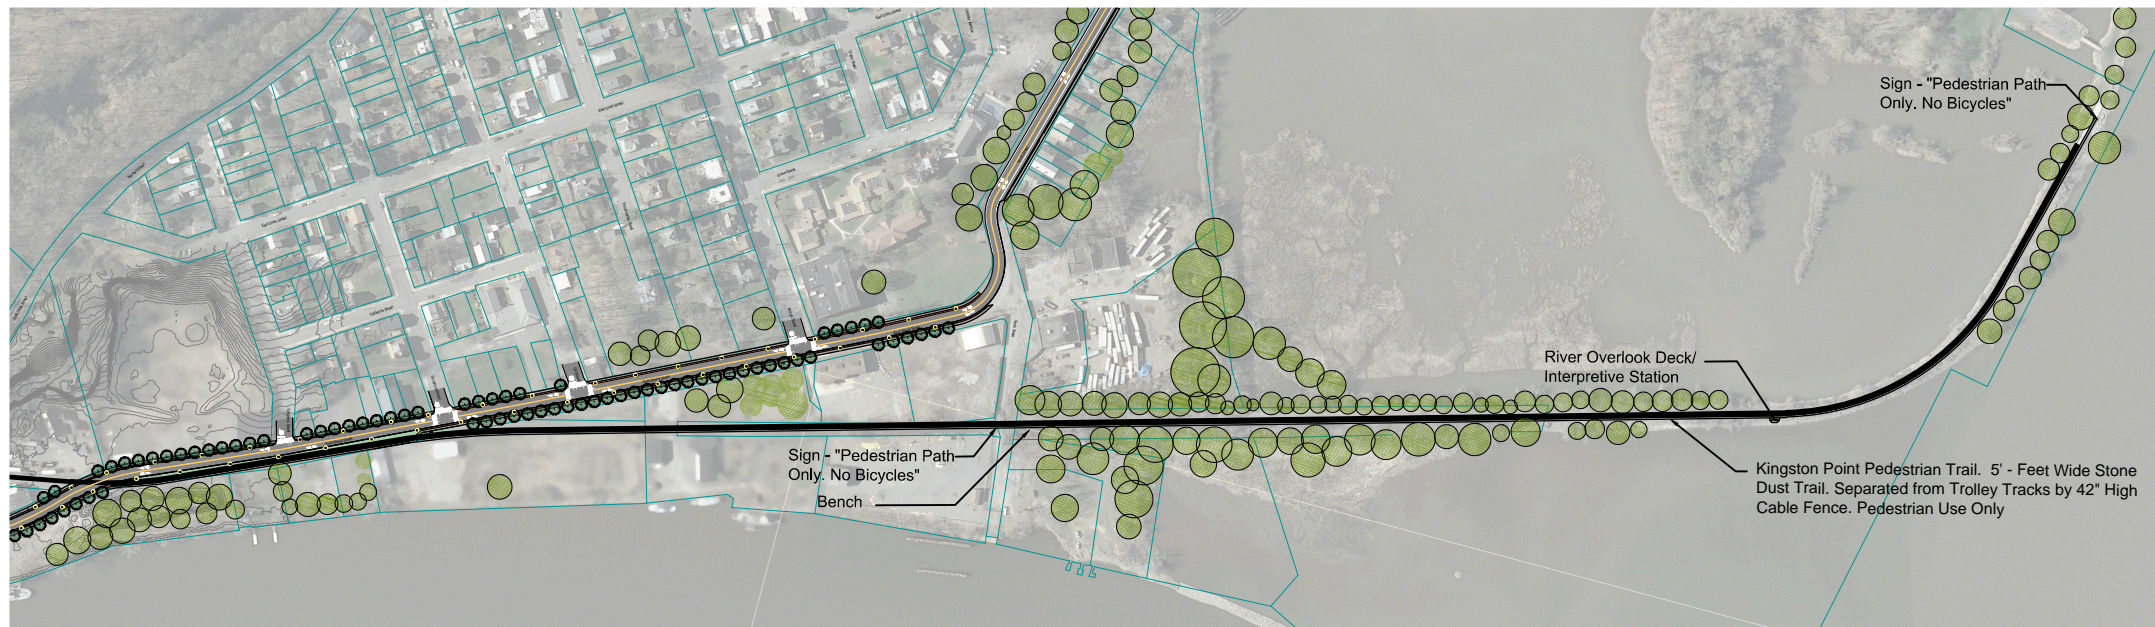 Sign - "Pedestrian Path
Only. No Bicycles"
River Overlook Deck/
Interpretive Station
Sign - "Pedestrian Path
Only. No Bicycles"
Bench
Kingston Point Pedestrian Trail. 5' - Feet Wide Stone
Dust Trail. Separated from Trolley Tracks by 42" High
Cable Fence. Pedestrian Use Only